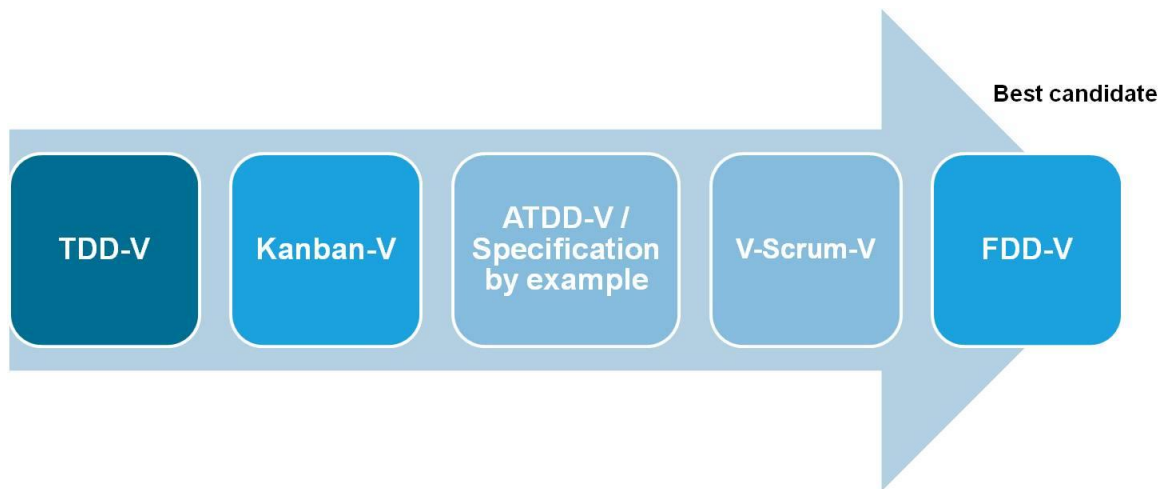 Best candidate
TDD-V
Kanban-V
ATDD-V /
Specification
by example
V-Scrum-V
FDD-V